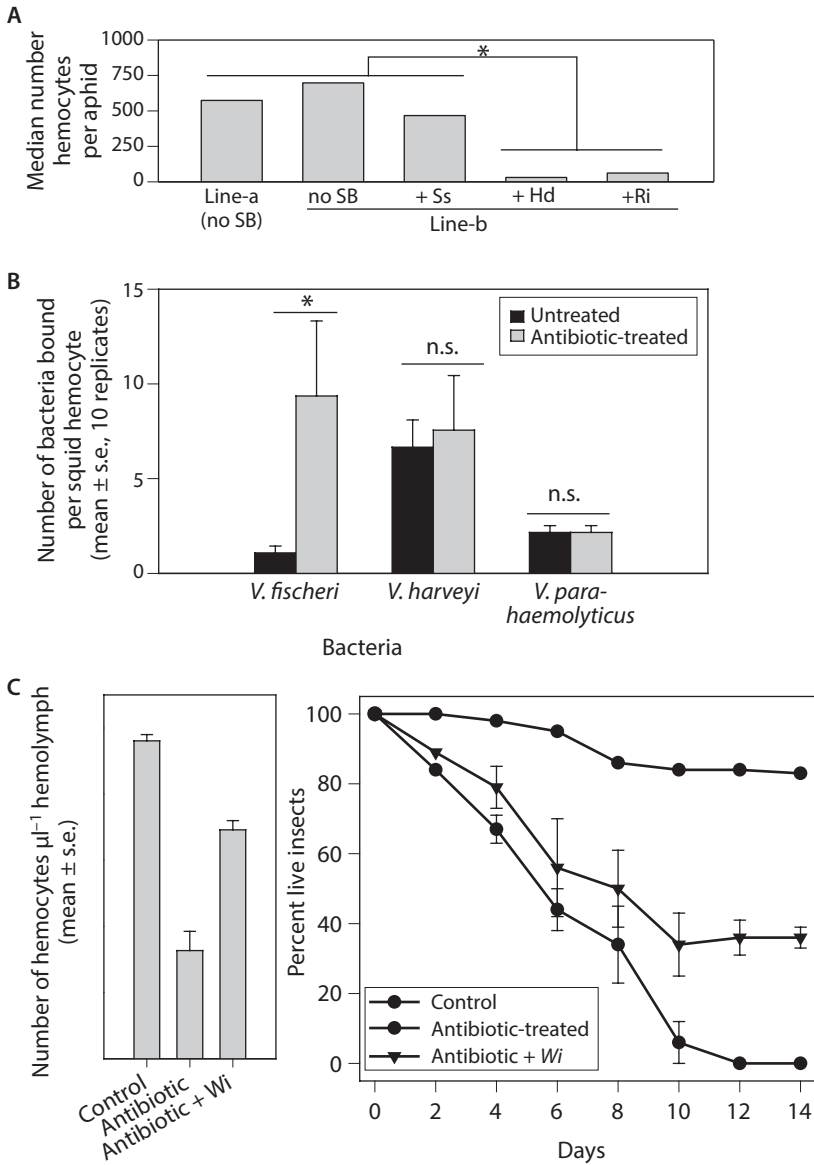 A
Median number
hemocytes
per aphid
1000
750
500
250
0
*
Line-a
(no SB)
no SB
+ Ss
+ Hd
+Ri
Line-b
B
Number of bacteria bound
per squid hemocyte
(mean ± s.e., 10 replicates)
15
10
5
0
*
n.s.
n.s.
Untreated
Antibiotic-treated
V. fischeri
V. harveyi
V. para-
haemolyticus
Bacteria
C
Number of hemocytes µl⁻¹ hemolymph
(mean ± s.e.)
Control
Antibiotic
Antibiotic + Wi
Percent live insects
100
80
60
40
20
0
Control
Antibiotic-treated
Antibiotic + Wi
0 2 4 6 8 10 12 14
Days